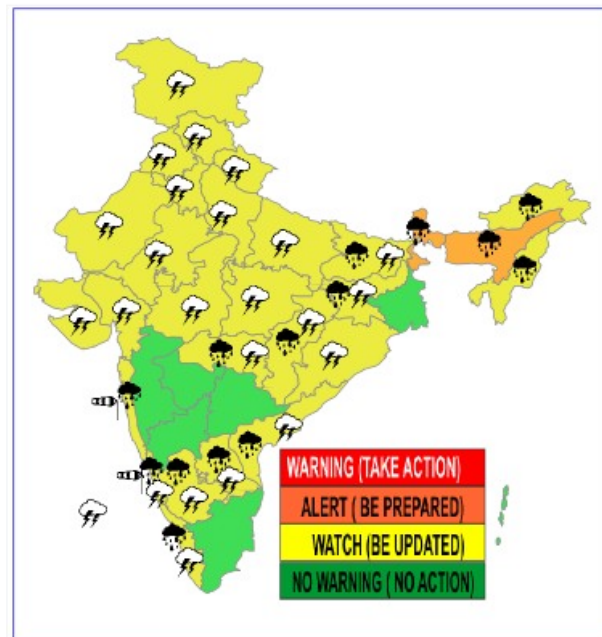 WARNING (TAKE ACTION)
ALERT ( BE PREPARED)
WATCH (BE UPDATED)
NO WARNING ( NO ACTION)